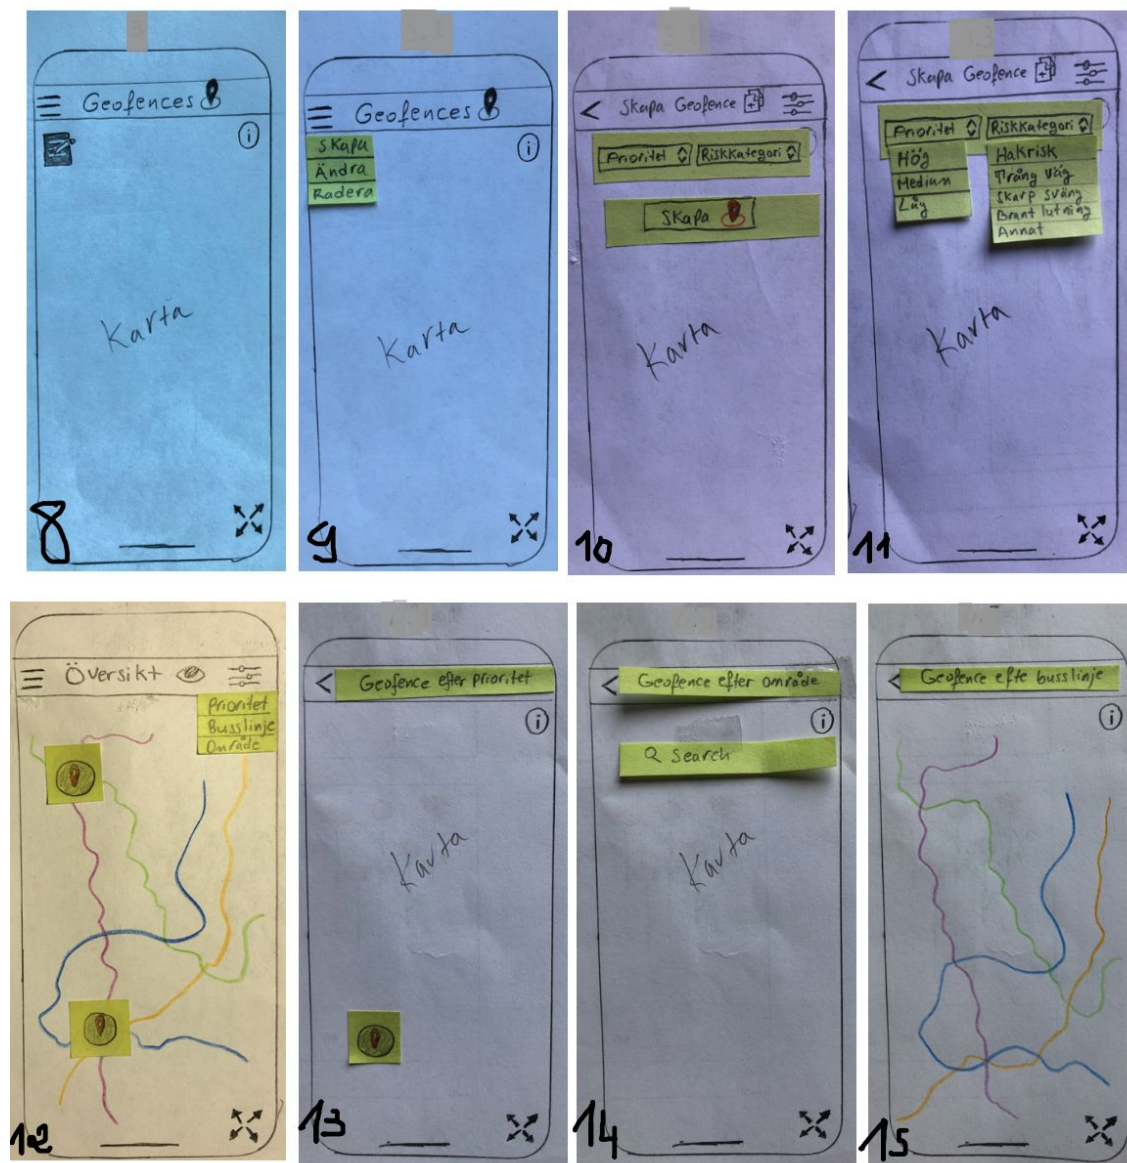 Geofences
i
Karta
8
Geofences
Skapa
Ändra
Radera
i
Karta
9
Skapa Geofence
Prioritet
Riskkategori
Skapa
Karta
10
Skapa Geofence
Prioritet
Riskkategori
Hög
Medium
Låg
Halkrisk
Trång väg
Skarp sväng
Brant lutning
Annat
Karta
11
Översikt
Prioritet
Busslinje
Område
12
Geofence efter prioritet
i
Karta
13
Geofence efter område
i
Search
Karta
14
Geofence efte busslinje
i
15